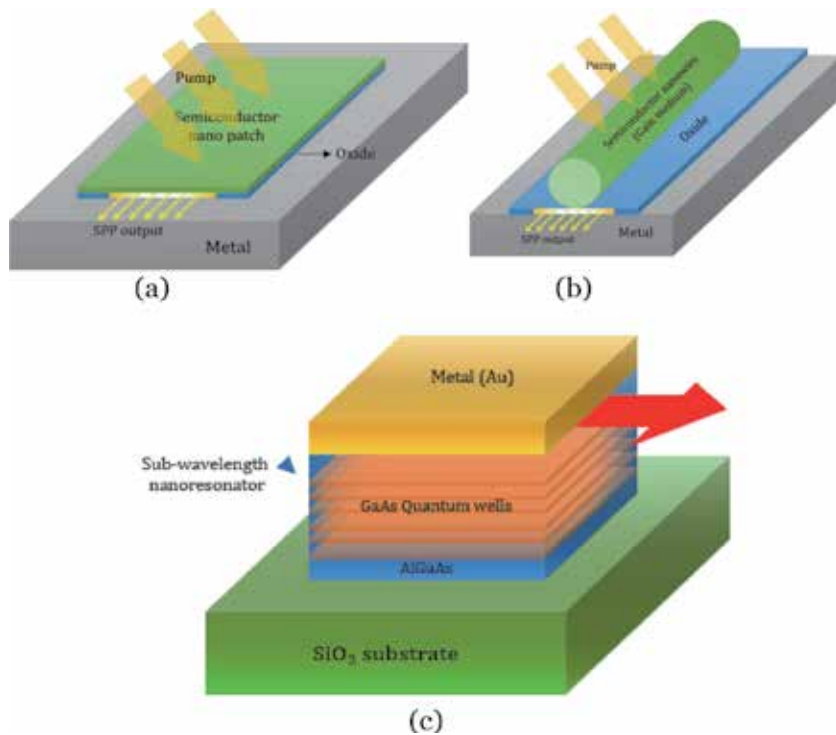 Pump
Semiconductor
nano patch
Oxide
SPP output
Metal
(a)
Pump
Semiconductor nanowire
(Gain medium)
Oxide
SPP output
Metal
(b)
Metal (Au)
Sub-wavelength
nanoresonator
GaAs Quantum wells
AlGaAs
SiO₂ substrate
(c)